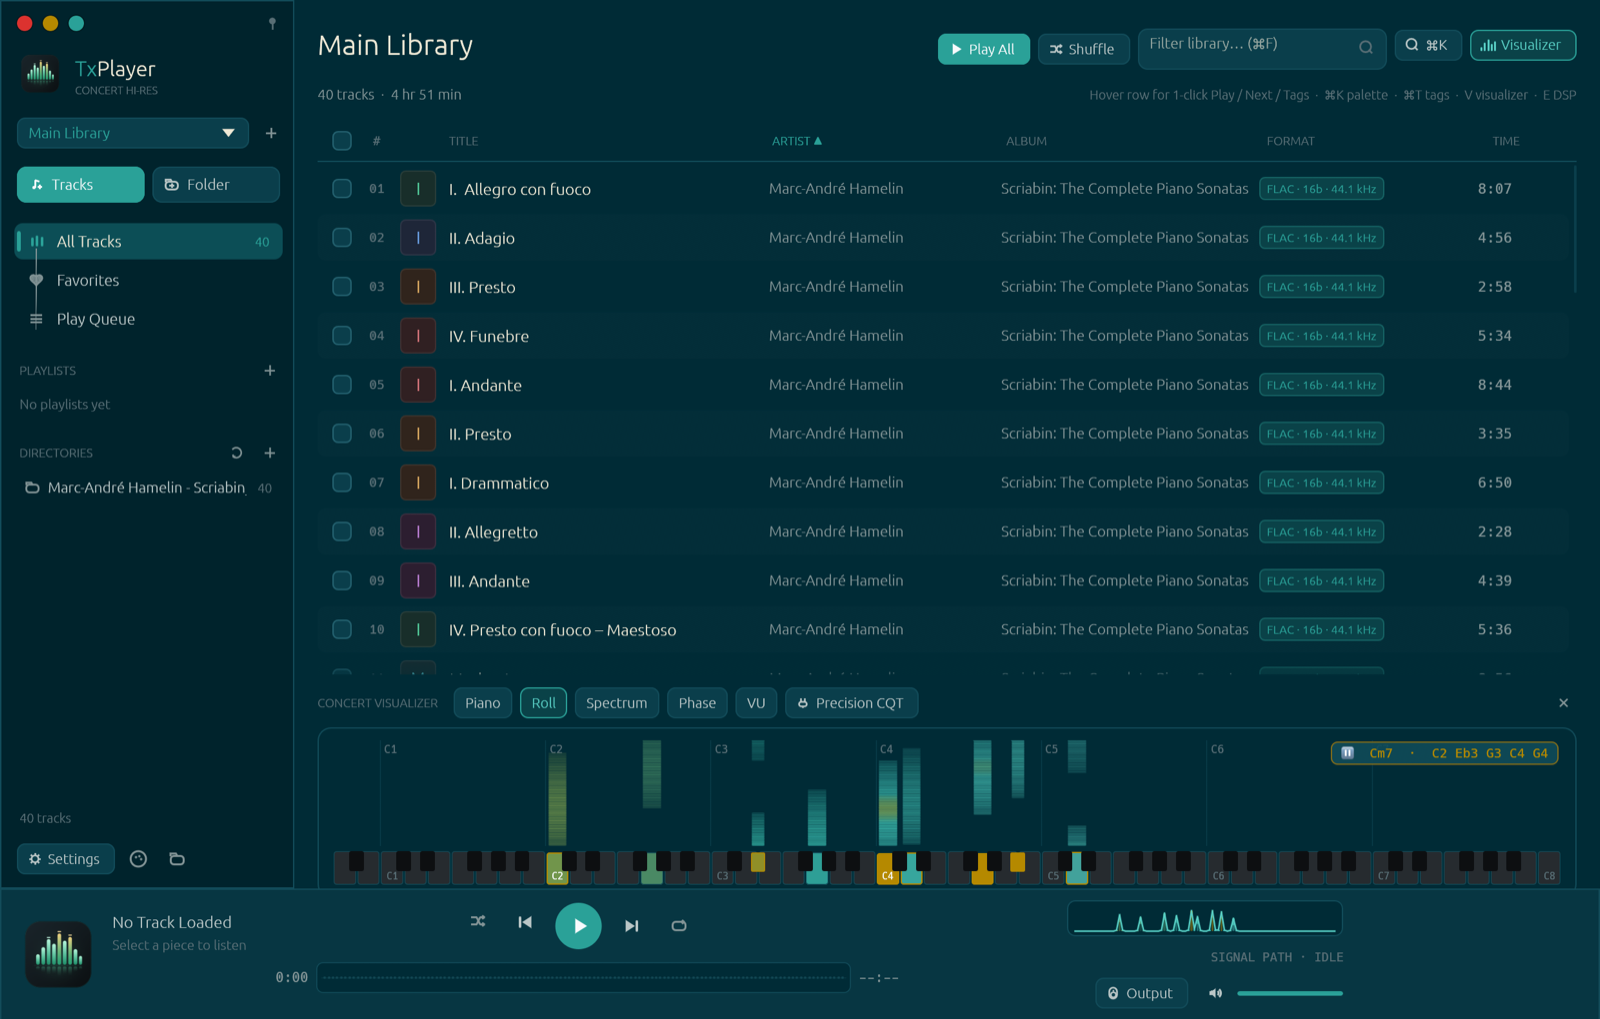 TxPlayer
CONCERT HI-RES
Main Library
Tracks
Folder
All Tracks 40
Favorites
Play Queue
PLAYLISTS
No playlists yet
DIRECTORIES
Marc-André Hamelin - Scriabin 40
40 tracks
Settings
Main Library
Play All
Shuffle
Filter library... (⌘F)
⌘K
Visualizer
40 tracks · 4 hr 51 min
Hover row for 1-click Play / Next / Tags · ⌘K palette · ⌘T tags · V visualizer · E DSP
# TITLE ARTIST ▲ ALBUM FORMAT TIME
01 I I. Allegro con fuoco Marc-André Hamelin Scriabin: The Complete Piano Sonatas FLAC · 16b · 44.1 kHz 8:07
02 I II. Adagio Marc-André Hamelin Scriabin: The Complete Piano Sonatas FLAC · 16b · 44.1 kHz 4:56
03 I III. Presto Marc-André Hamelin Scriabin: The Complete Piano Sonatas FLAC · 16b · 44.1 kHz 2:58
04 I IV. Funebre Marc-André Hamelin Scriabin: The Complete Piano Sonatas FLAC · 16b · 44.1 kHz 5:34
05 I I. Andante Marc-André Hamelin Scriabin: The Complete Piano Sonatas FLAC · 16b · 44.1 kHz 8:44
06 I II. Presto Marc-André Hamelin Scriabin: The Complete Piano Sonatas FLAC · 16b · 44.1 kHz 3:35
07 I I. Drammatico Marc-André Hamelin Scriabin: The Complete Piano Sonatas FLAC · 16b · 44.1 kHz 6:50
08 I II. Allegretto Marc-André Hamelin Scriabin: The Complete Piano Sonatas FLAC · 16b · 44.1 kHz 2:28
09 I III. Andante Marc-André Hamelin Scriabin: The Complete Piano Sonatas FLAC · 16b · 44.1 kHz 4:39
10 I IV. Presto con fuoco – Maestoso Marc-André Hamelin Scriabin: The Complete Piano Sonatas FLAC · 16b · 44.1 kHz 5:36
CONCERT VISUALIZER Piano Roll Spectrum Phase VU Precision CQT
C1 C2 C3 C4 C5 C6
Cm7 · C2 Eb3 G3 C4 G4
C1 C2 C3 C4 C5 C6 C7 C8
No Track Loaded
Select a piece to listen
0:00 --:--
SIGNAL PATH · IDLE
Output